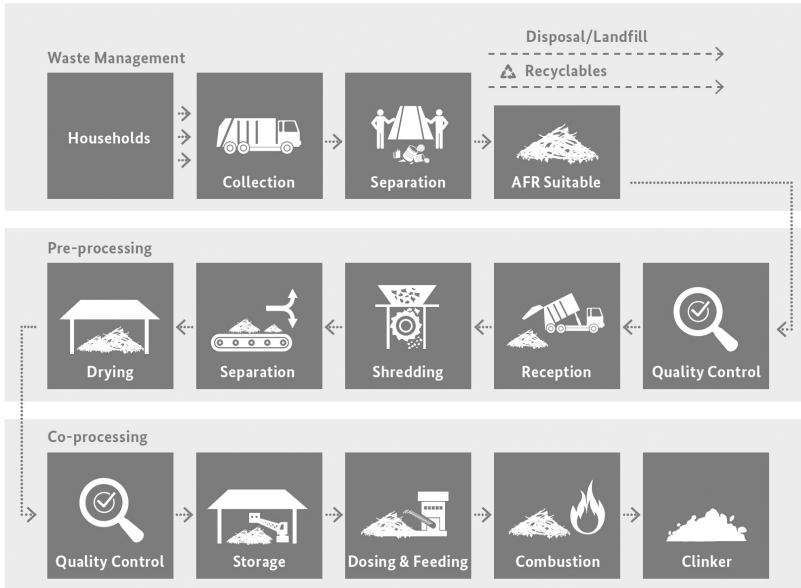 Waste Management
Disposal/Landfill
Recyclables
Households
Collection
Separation
AFR Suitable
Pre-processing
Drying
Separation
Shredding
Reception
Quality Control
Co-processing
Quality Control
Storage
Dosing & Feeding
Combustion
Clinker